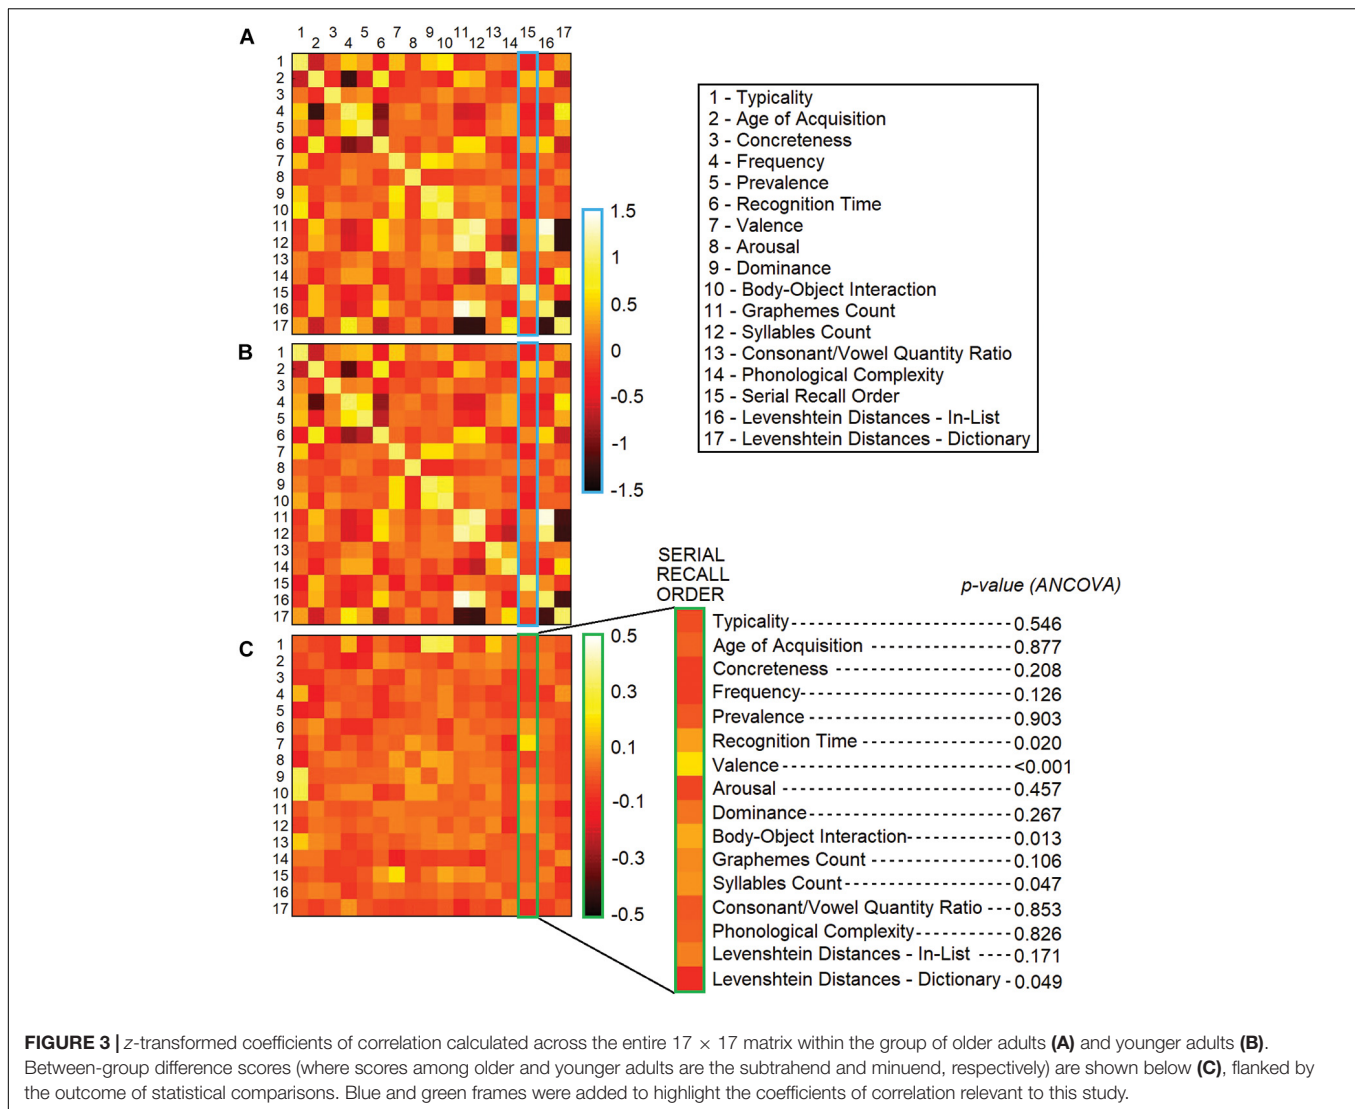 A
1 3 5 7 9 11 13 15 17
2 4 6 8 10 12 14 16
1
2
3
4
5
6
7
8
9
10
11
12
13
14
15
16
17
B
1
2
3
4
5
6
7
8
9
10
11
12
13
14
15
16
17
C
1
2
3
4
5
6
7
8
9
10
11
12
13
14
15
16
17
1.5
1
0.5
0
-0.5
-1
-1.5
0.5
0.3
0.1
-0.1
-0.3
-0.5
1 - Typicality
2 - Age of Acquisition
3 - Concreteness
4 - Frequency
5 - Prevalence
6 - Recognition Time
7 - Valence
8 - Arousal
9 - Dominance
10 - Body-Object Interaction
11 - Graphemes Count
12 - Syllables Count
13 - Consonant/Vowel Quantity Ratio
14 - Phonological Complexity
15 - Serial Recall Order
16 - Levenshtein Distances - In-List
17 - Levenshtein Distances - Dictionary
SERIAL
RECALL
ORDER
p-value (ANCOVA)
Typicality 0.546
Age of Acquisition 0.877
Concreteness 0.208
Frequency 0.126
Prevalence 0.903
Recognition Time 0.020
Valence <0.001
Arousal 0.457
Dominance 0.267
Body-Object Interaction 0.013
Graphemes Count 0.106
Syllables Count 0.047
Consonant/Vowel Quantity Ratio 0.853
Phonological Complexity 0.826
Levenshtein Distances - In-List 0.171
Levenshtein Distances - Dictionary 0.049
FIGURE 3 | z-transformed coefficients of correlation calculated across the entire 17 × 17 matrix within the group of older adults (A) and younger adults (B).
Between-group difference scores (where scores among older and younger adults are the subtrahend and minuend, respectively) are shown below (C), flanked by
the outcome of statistical comparisons. Blue and green frames were added to highlight the coefficients of correlation relevant to this study.